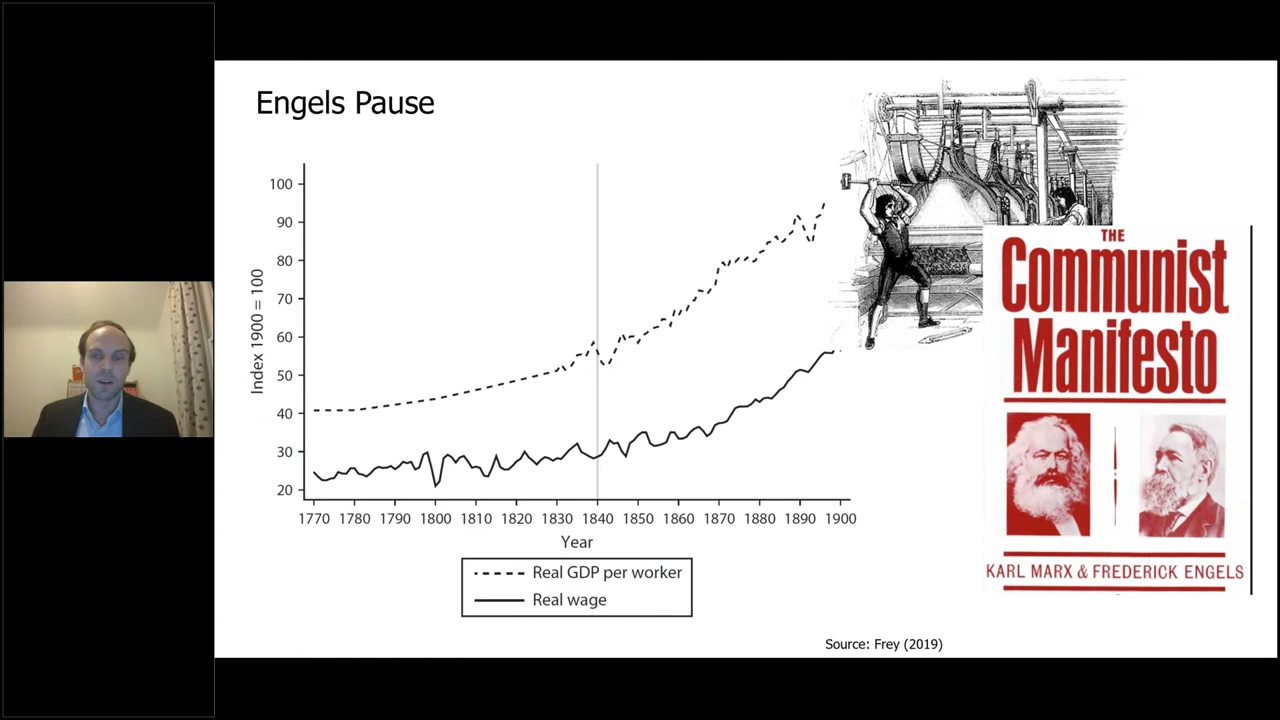 Engels Pause
Index 1900 = 100
100
90
80
70
60
50
40
30
20
1770 1780 1790 1800 1810 1820 1830 1840 1850 1860 1870 1880 1890 1900
Year
Real GDP per worker
Real wage
THE
Communist
Manifesto
KARL MARX & FREDERICK ENGELS
Source: Frey (2019)